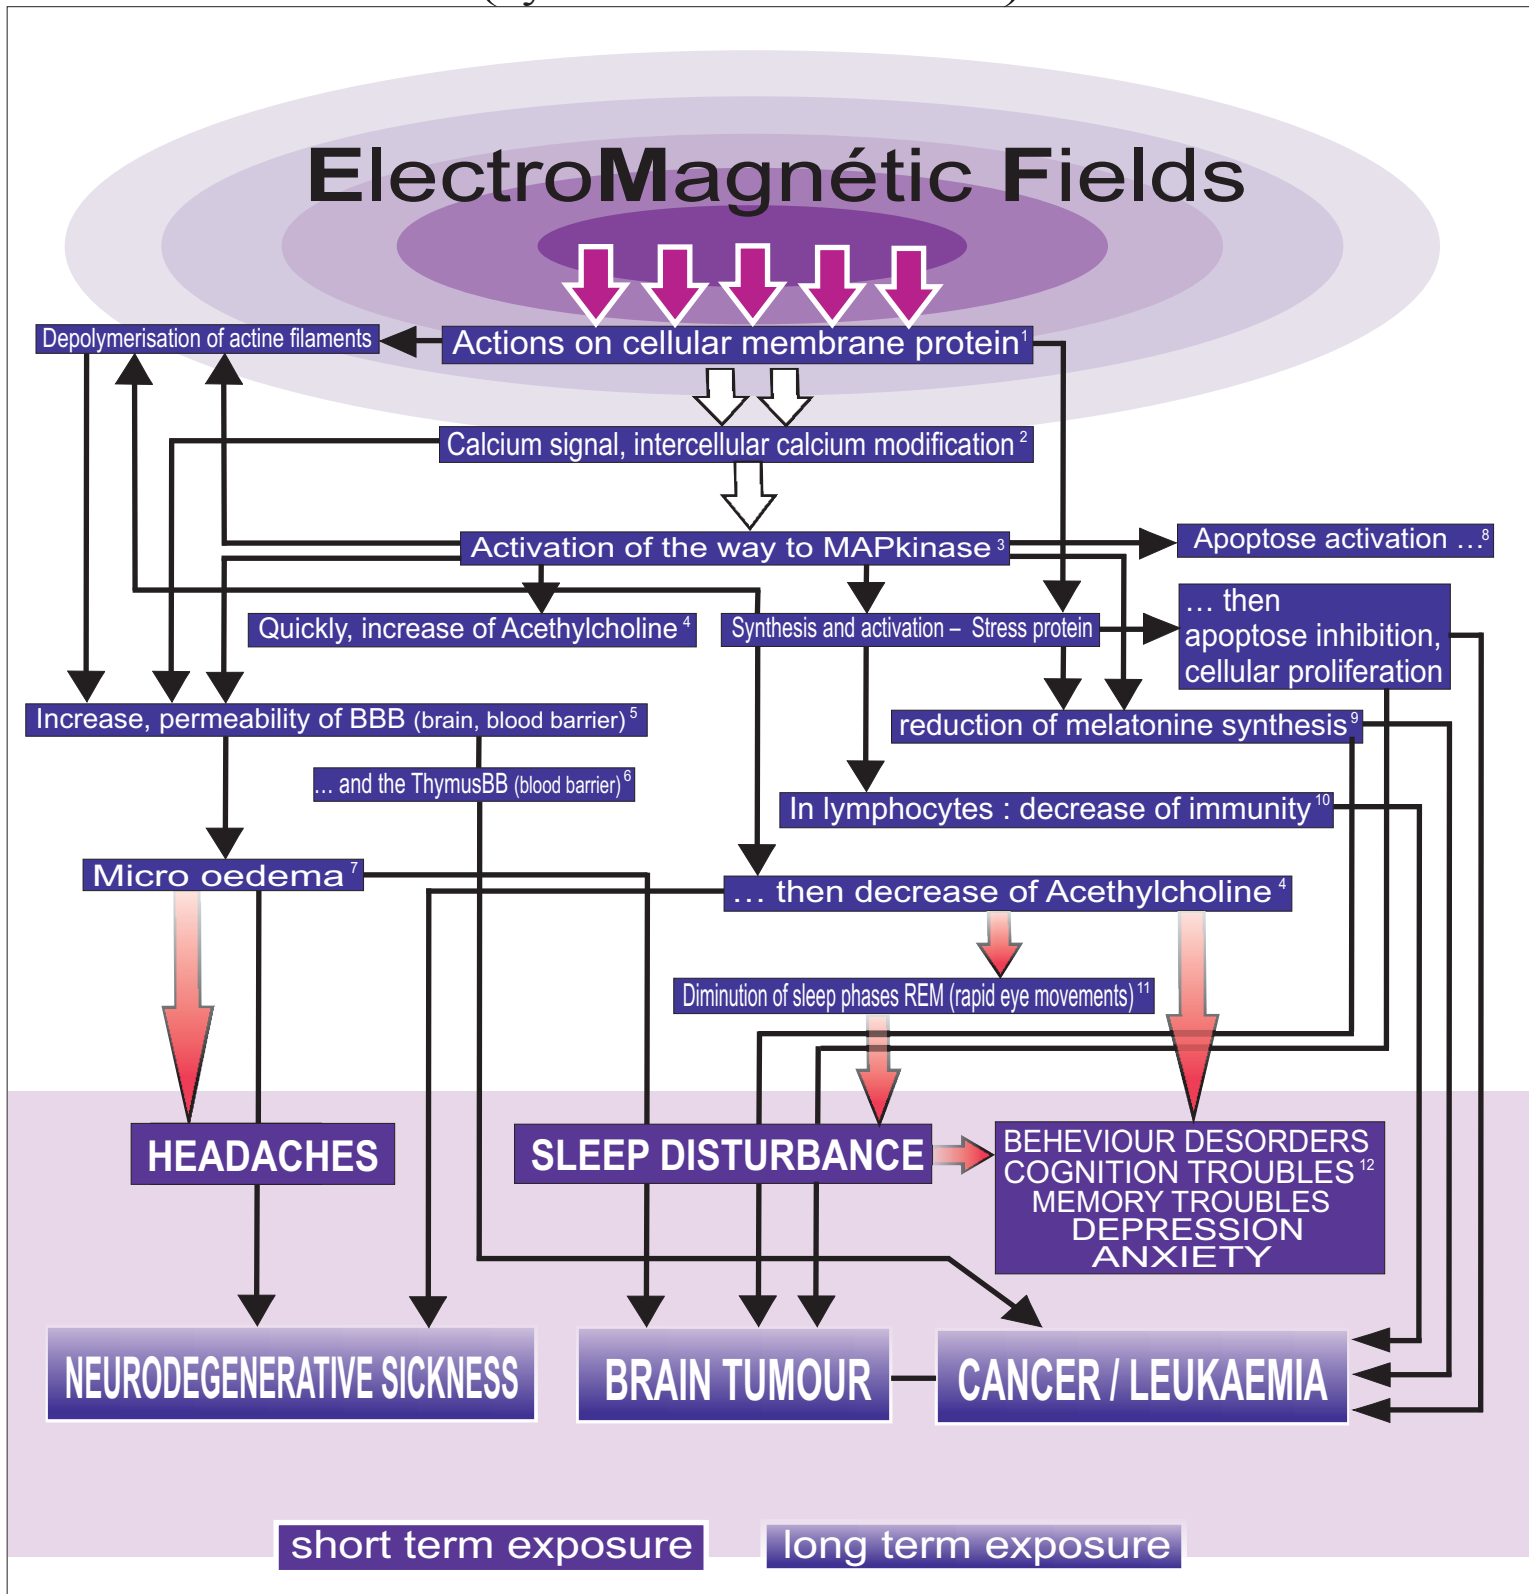 ElectroMagnétic Fields
Depolymerisation of actine filaments
Actions on cellular membrane protein 1
Calcium signal, intercellular calcium modification 2
Activation of the way to MAPkinase 3
Apoptose activation … 8
Quickly, increase of Acethylcholine 4
Synthesis and activation – Stress protein
… then
apoptose inhibition,
cellular proliferation
Increase, permeability of BBB (brain, blood barrier) 5
reduction of melatonine synthesis 9
… and the ThymusBB (blood barrier) 6
In lymphocytes : decrease of immunity 10
Micro oedema 7
… then decrease of Acethylcholine 4
Diminution of sleep phases REM (rapid eye movements) 11
HEADACHES
SLEEP DISTURBANCE
BEHEVIOUR DESORDERS
COGNITION TROUBLES 12
MEMORY TROUBLES
DEPRESSION
ANXIETY
NEURODEGENERATIVE SICKNESS
BRAIN TUMOUR
CANCER / LEUKAEMIA
short term exposure
long term exposure